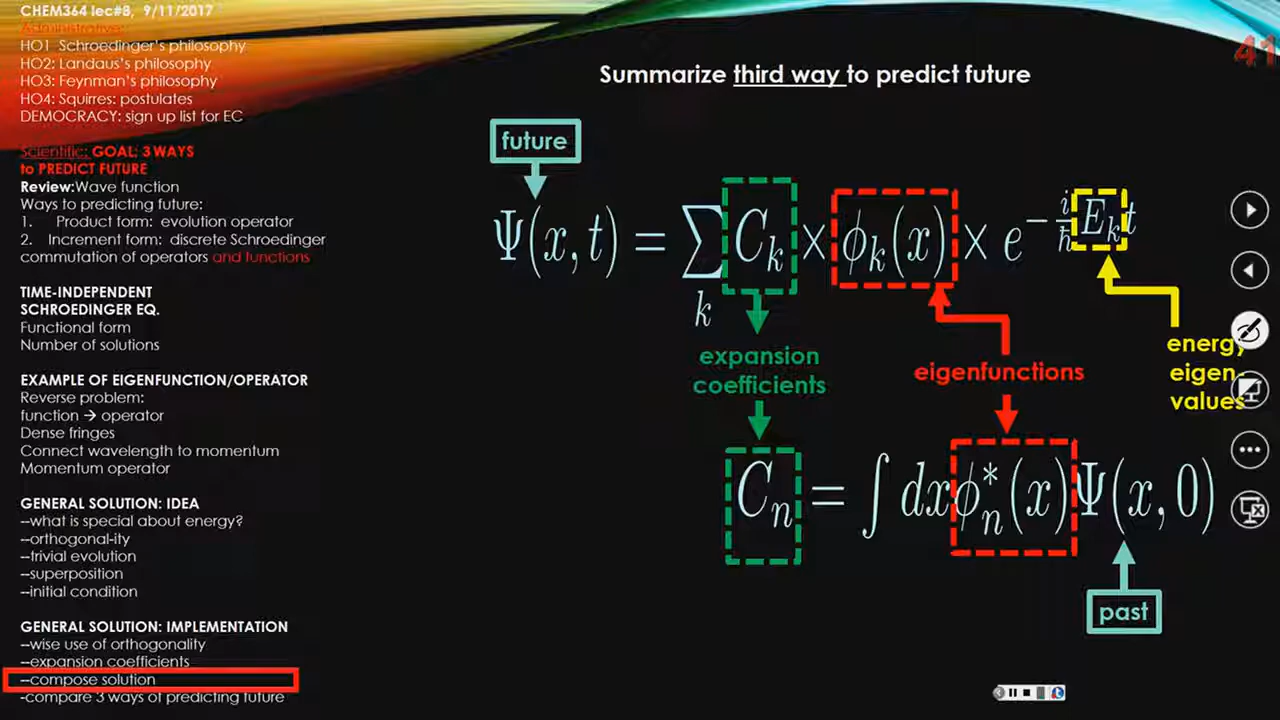 CHEM364 lec#8, 9/11/2017
Administrative:
HO1 Schroedinger's philosophy
HO2: Landaus's philosophy
HO3: Feynman's philosophy
HO4: Squirres: postulates
DEMOCRACY: sign up list for EC
Scientific: GOAL: 3 WAYS
to PREDICT FUTURE
Review:Wave function
Ways to predicting future:
1. Product form: evolution operator
2. Increment form: discrete Schroedinger
commutation of operators and functions
TIME-INDEPENDENT
SCHROEDINGER EQ.
Functional form
Number of solutions
EXAMPLE OF EIGENFUNCTION/OPERATOR
Reverse problem:
function → operator
Dense fringes
Connect wavelength to momentum
Momentum operator
GENERAL SOLUTION: IDEA
--what is special about energy?
--orthogonal-ity
--trivial evolution
--superposition
--initial condition
GENERAL SOLUTION: IMPLEMENTATION
--wise use of orthogonality
--expansion coefficients
--compose solution
-compare 3 ways of predicting future
41
Summarize third way to predict future
future
Ψ(x, t) = ∑_k C_k × ϕ_k(x) × e^{-i/ħ E_k t}
expansion
coefficients
eigenfunctions
energy
eigen-
values
C_n = ∫ dx ϕ_n^*(x) Ψ(x, 0)
past